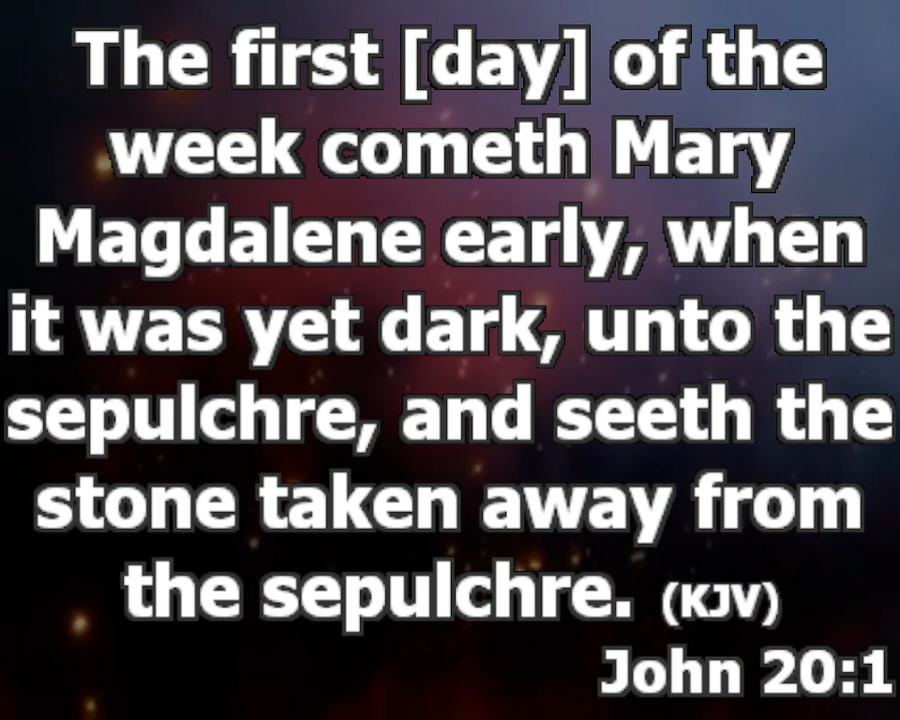 The first [day] of the
week cometh Mary
Magdalene early, when
it was yet dark, unto the
sepulchre, and seeth the
stone taken away from
the sepulchre. (KJV)
John 20:1